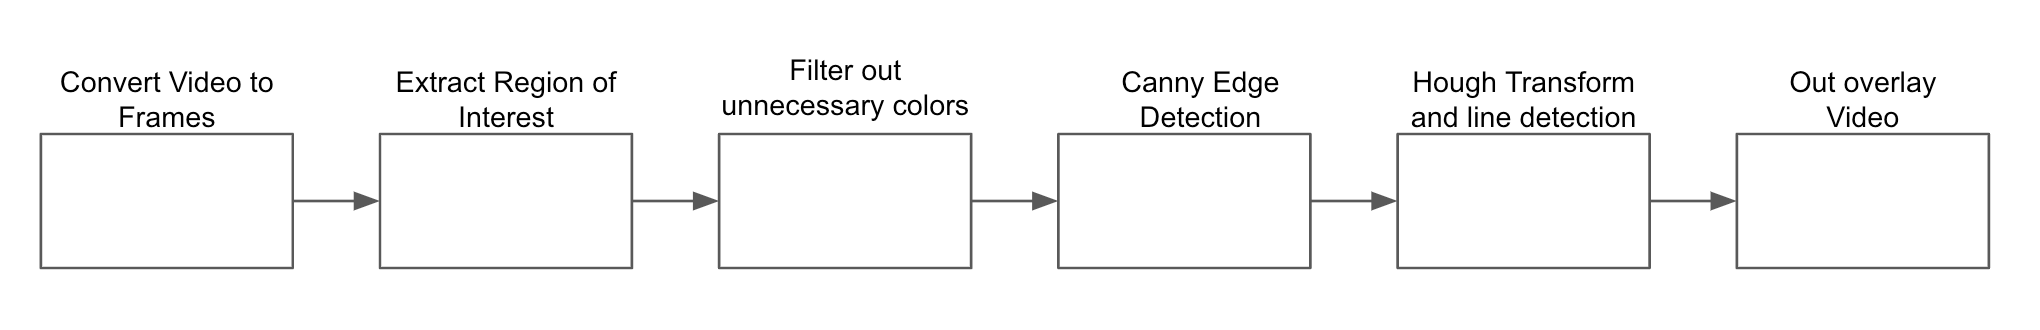 Convert Video to
Frames
Extract Region of
Interest
Filter out
unnecessary colors
Canny Edge
Detection
Hough Transform
and line detection
Out overlay
Video